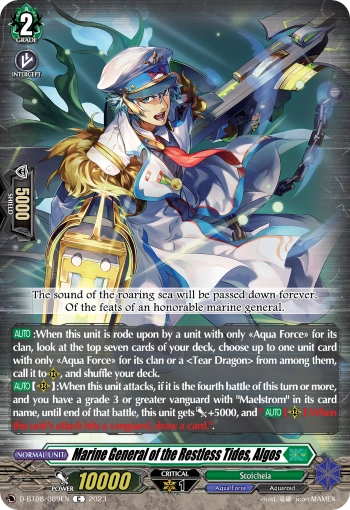 2
GRADE
INTERCEPT
5000
SHIELD
The sound of the roaring sea will be passed down forever.
Of the feats of an honorable marine general.
AUTO :When this unit is rode upon by a unit with only «Aqua Force» for its
clan, look at the top seven cards of your deck, choose up to one unit card
with only «Aqua Force» for its clan or a <Tear Dragon> from among them,
call it to , and shuffle your deck.
AUTO [ ]:When this unit attacks, if it is the fourth battle of this turn or more,
and you have a grade 3 or greater vanguard with "Maelstrom" in its card
name, until end of that battle, this unit gets +5000, and " AUTO [ ]:When
this unit's attack hits a vanguard, draw a card.".
NORMAL UNIT
Marine General of the Restless Tides, Algos
POWER 10000
CRITICAL
1
Stoicheia
Aqua Force
Aquaroid
D-BT08/089EN C 2023